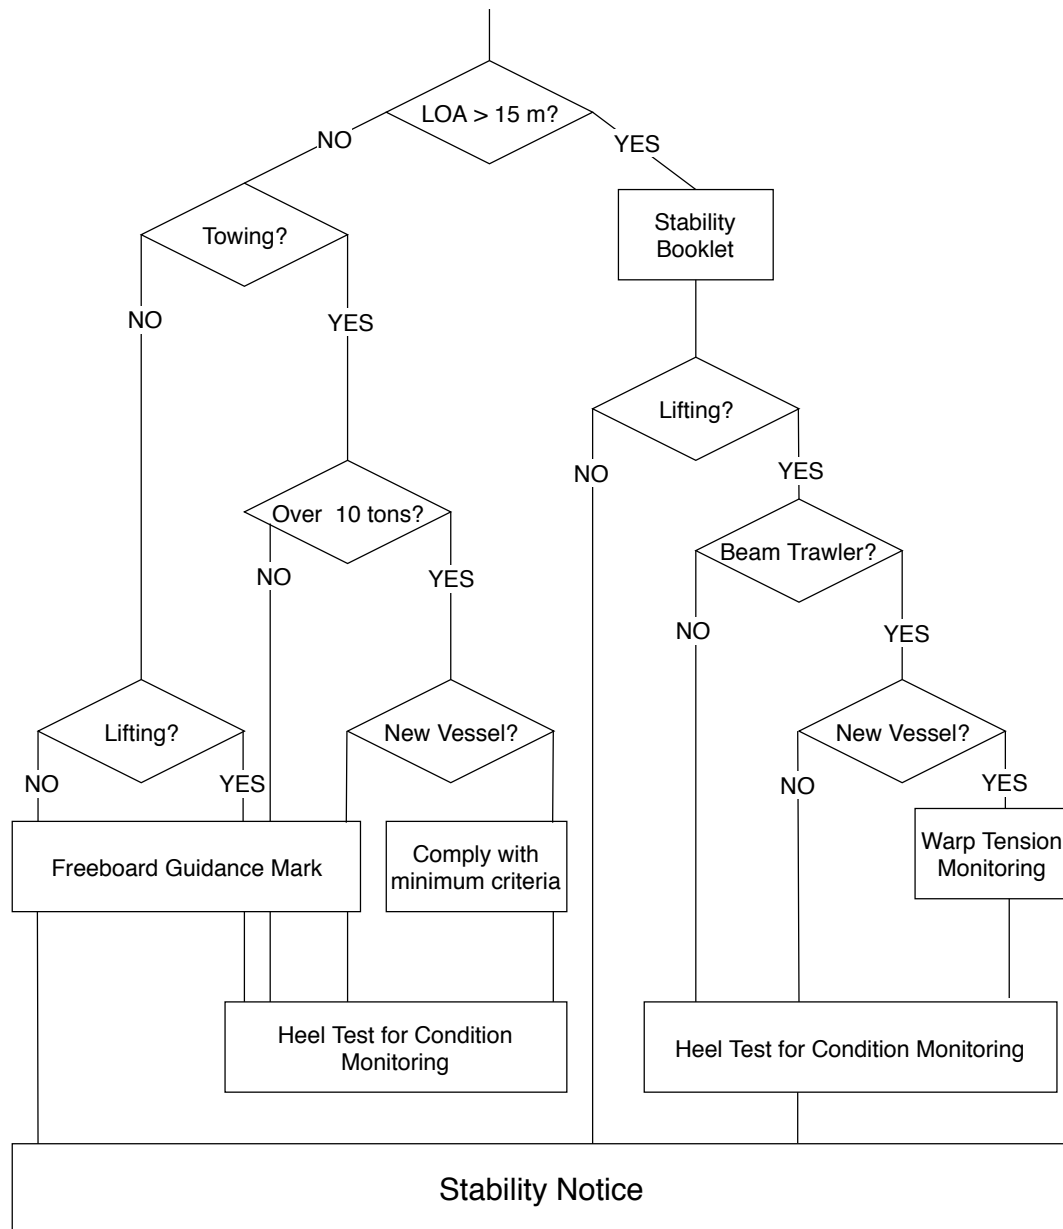 LOA > 15 m?
NO
YES
Stability
Booklet
Towing?
NO
YES
Lifting?
NO
YES
Over 10 tons?
Beam Trawler?
NO
YES
NO
YES
Lifting?
New Vessel?
New Vessel?
NO
YES
NO
YES
Freeboard Guidance Mark
Comply with
minimum criteria
Warp Tension
Monitoring
Heel Test for Condition
Monitoring
Heel Test for Condition Monitoring
Stability Notice